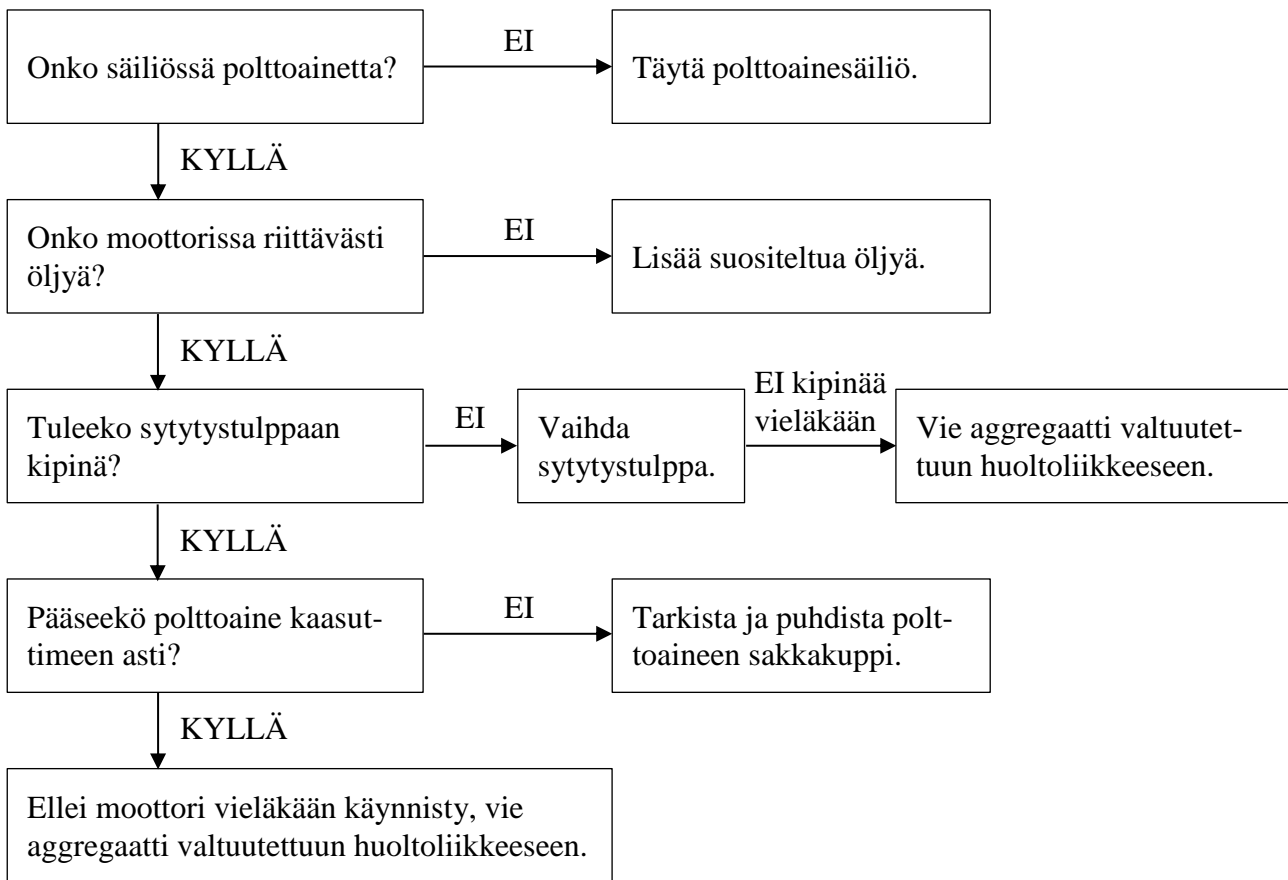 Onko säiliössä polttoainetta?
EI
Täytä polttoainesäiliö.
KYLLÄ
Onko moottorissa riittävästi
öljyä?
EI
Lisää suositeltua öljyä.
KYLLÄ
Tuleeko sytytystulppaan
kipinä?
EI
Vaihda
sytytystulppa.
EI kipinää
vieläkään
Vie aggregaatti valtuutet-
tuun huoltoliikkeeseen.
KYLLÄ
Pääseekö polttoaine kaasut-
timeen asti?
EI
Tarkista ja puhdista polt-
toaineen sakkakuppi.
KYLLÄ
Ellei moottori vieläkään käynnisty, vie
aggregaatti valtuutettuun huoltoliikkeeseen.